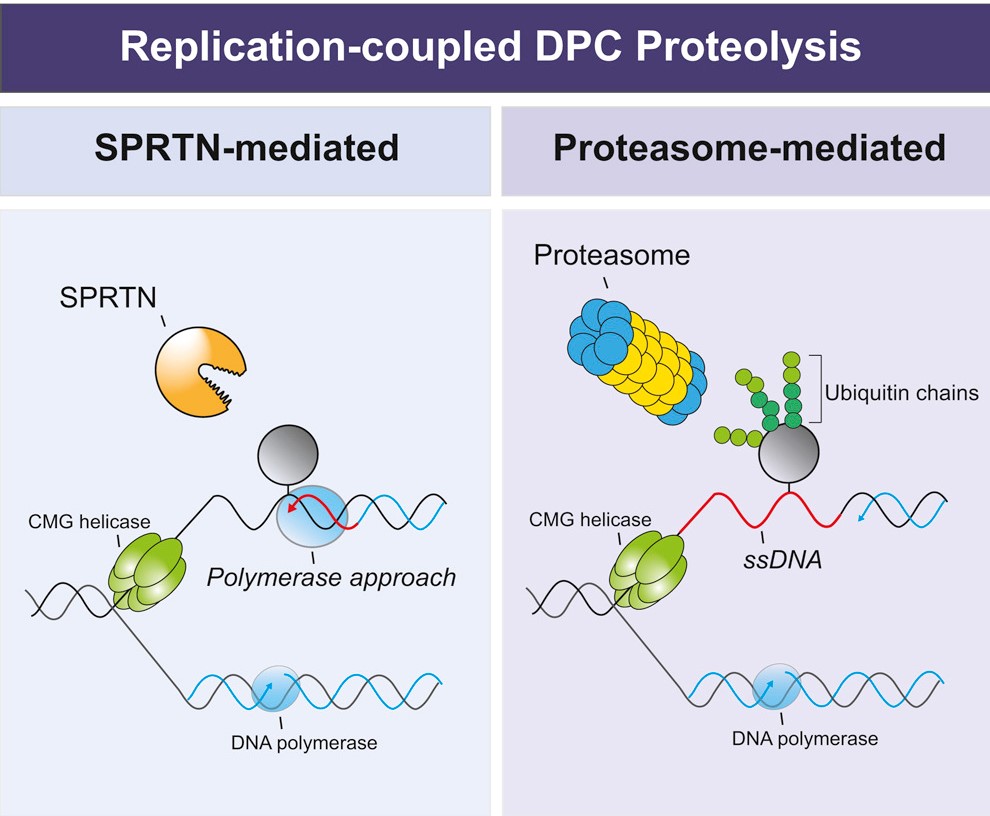 Replication-coupled DPC Proteolysis
SPRTN-mediated
SPRTN
CMG helicase
Polymerase approach
DNA polymerase
Proteasome-mediated
Proteasome
Ubiquitin chains
CMG helicase
ssDNA
DNA polymerase